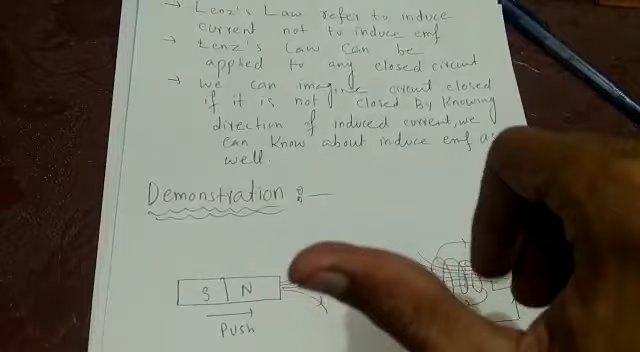 → Lenz's Law refer to induce
current not to induce emf
→ Lenz's Law can be
applied to any closed circuit
→ we can imagine circuit closed
if it is not closed By Knowing
direction of induced current, we
can Know about induce emf a
well.
Demonstration :—
S N
PUSH